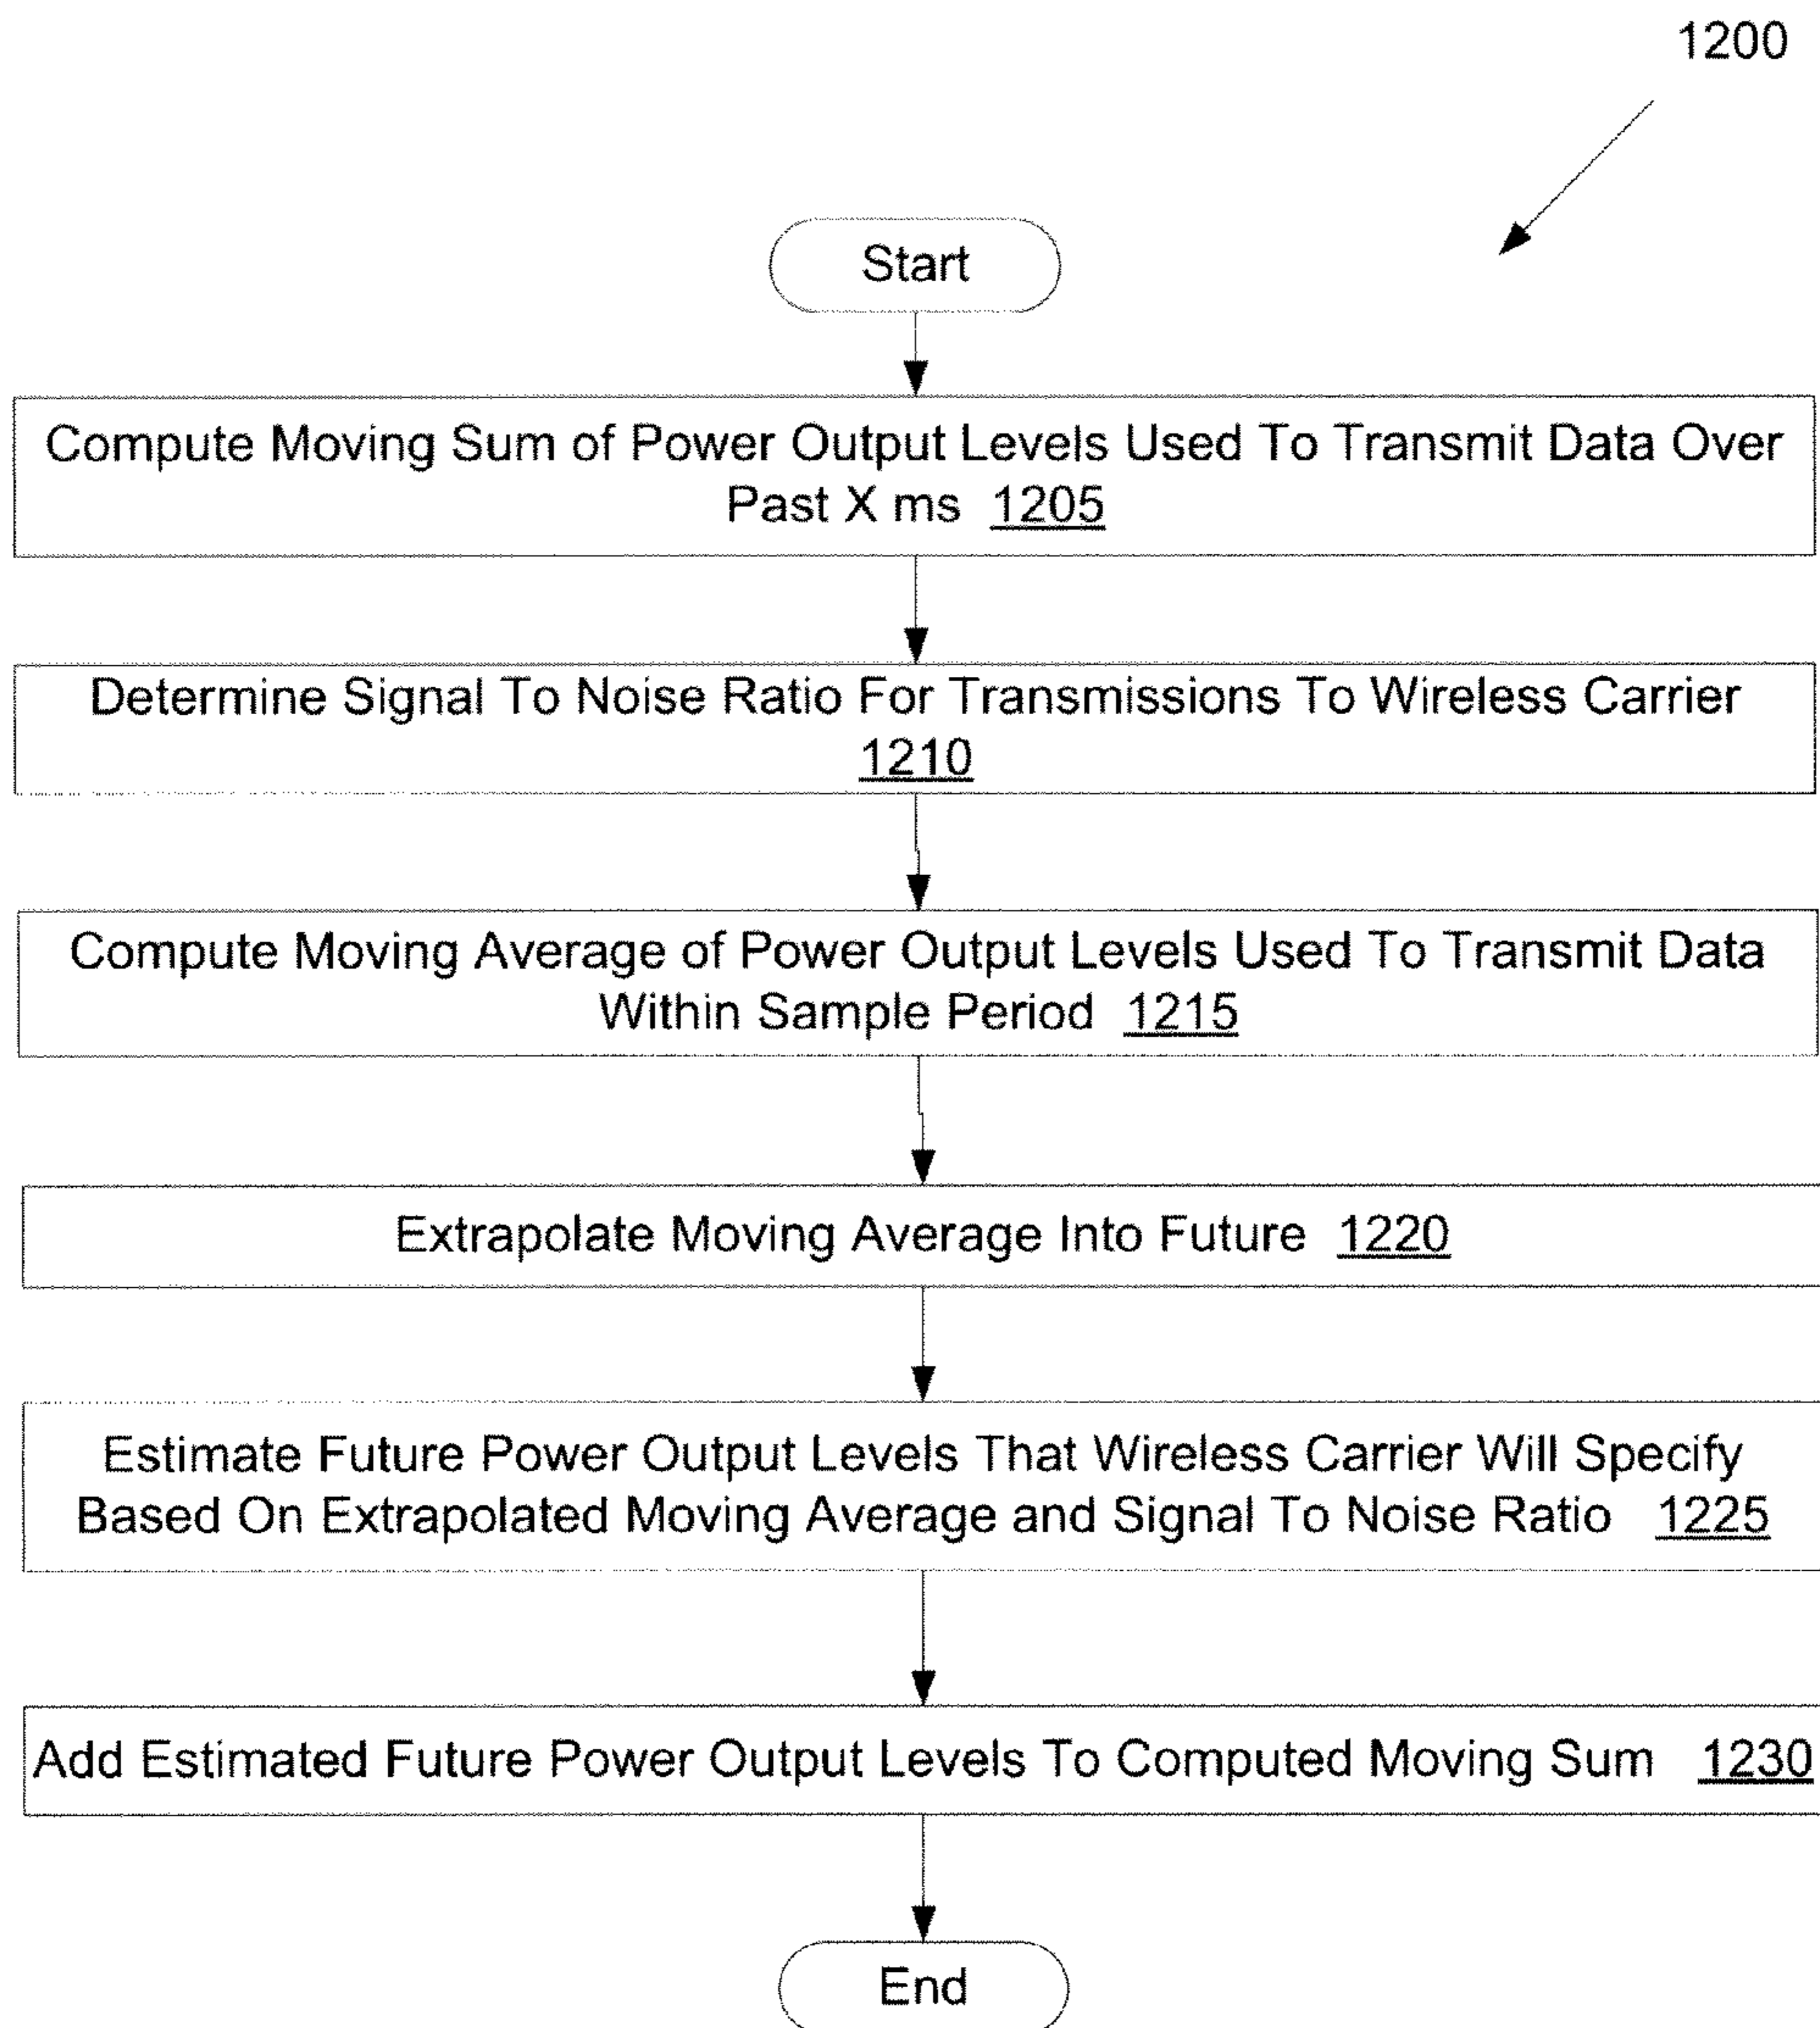 1200
Start
Compute Moving Sum of Power Output Levels Used To Transmit Data Over
Past X ms 1205
Determine Signal To Noise Ratio For Transmissions To Wireless Carrier
1210
Compute Moving Average of Power Output Levels Used To Transmit Data
Within Sample Period 1215
Extrapolate Moving Average Into Future 1220
Estimate Future Power Output Levels That Wireless Carrier Will Specify
Based On Extrapolated Moving Average and Signal To Noise Ratio 1225
Add Estimated Future Power Output Levels To Computed Moving Sum 1230
End